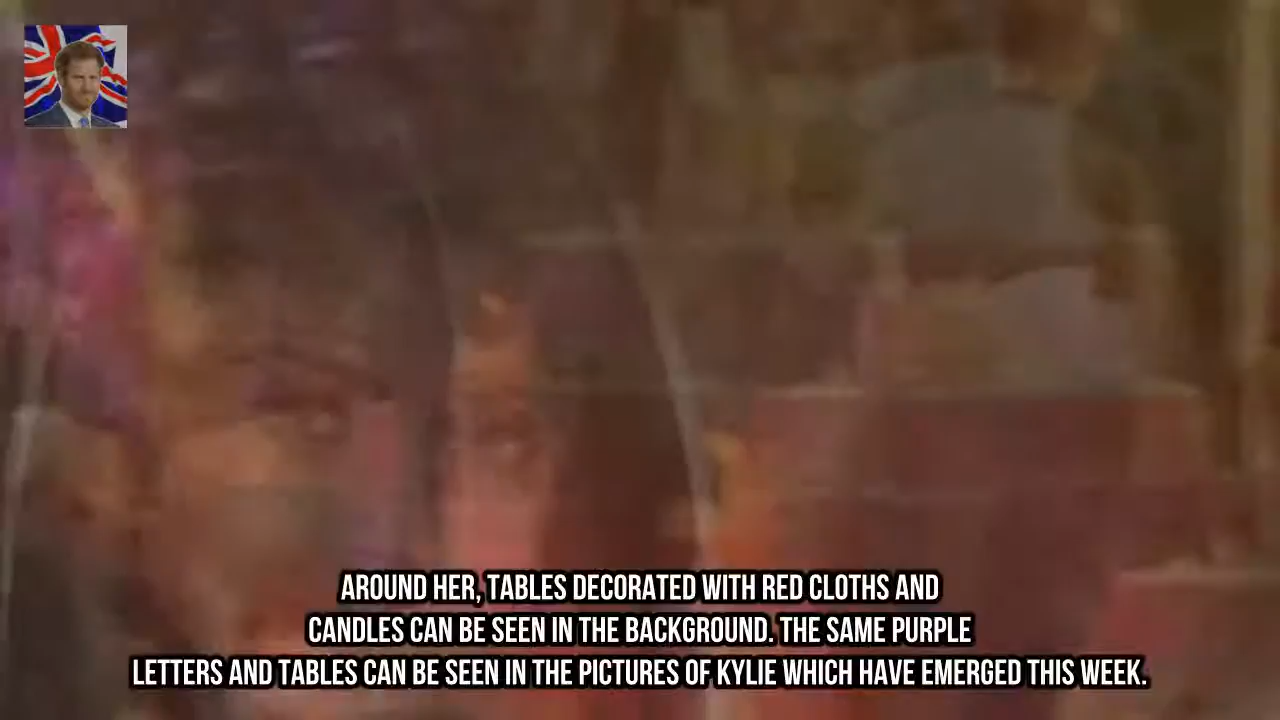 AROUND HER, TABLES DECORATED WITH RED CLOTHS AND
CANDLES CAN BE SEEN IN THE BACKGROUND. THE SAME PURPLE
LETTERS AND TABLES CAN BE SEEN IN THE PICTURES OF KYLIE WHICH HAVE EMERGED THIS WEEK.